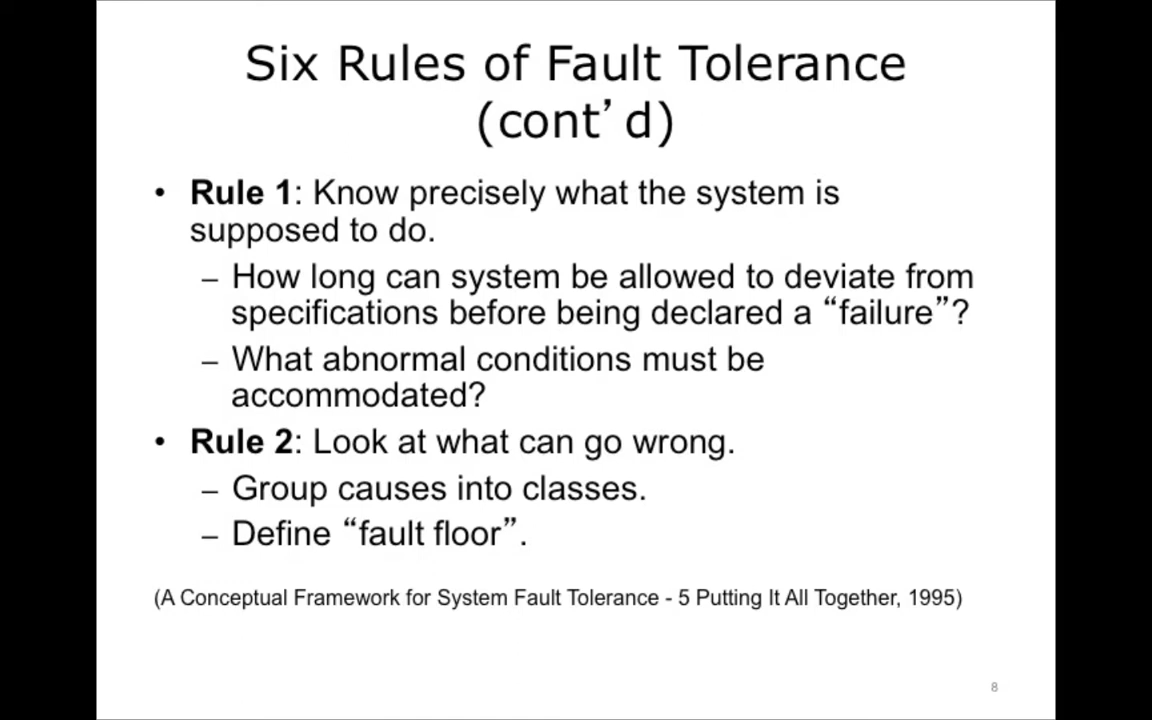 Six Rules of Fault Tolerance
(cont’d)
• Rule 1: Know precisely what the system is
supposed to do.
– How long can system be allowed to deviate from
specifications before being declared a “failure”?
– What abnormal conditions must be
accommodated?
• Rule 2: Look at what can go wrong.
– Group causes into classes.
– Define “fault floor”.
(A Conceptual Framework for System Fault Tolerance - 5 Putting It All Together, 1995)
8